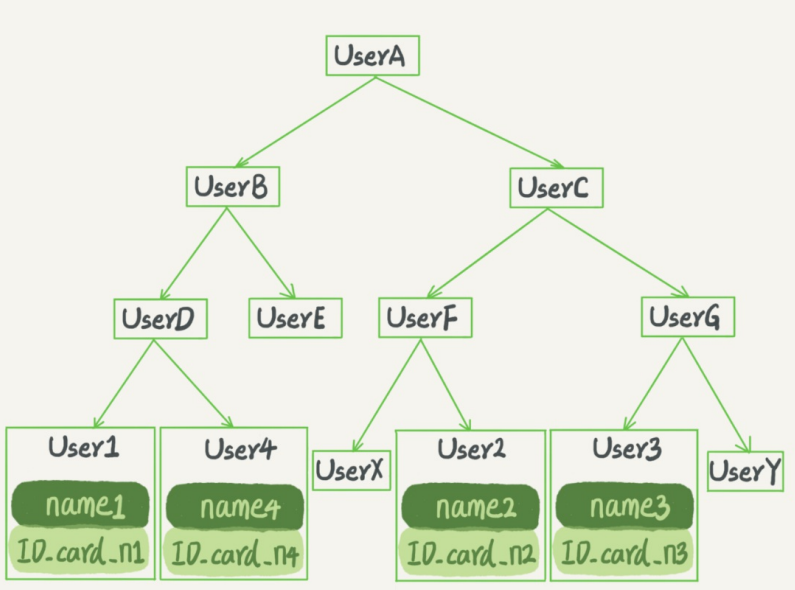 UserA
UserB
UserC
UserD
UserE
UserF
UserG
User1
User4
UserX
User2
User3
UserY
name1
name4
name2
name3
ID_card_n1
ID_card_n4
ID_card_n2
ID_card_n3